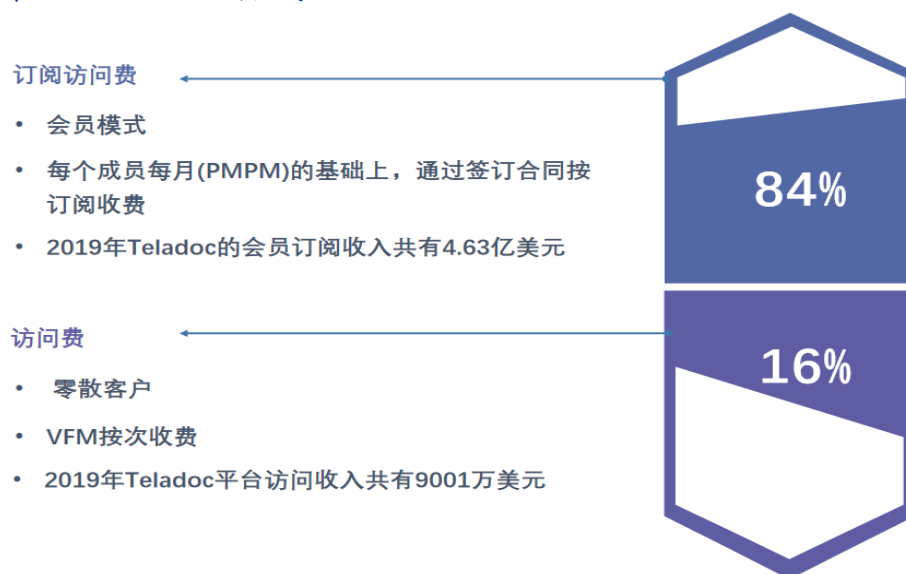 订阅访问费
• 会员模式
• 每个成员每月(PMPM)的基础上，通过签订合同按
订阅收费
• 2019年Teladoc的会员订阅收入共有4.63亿美元
84%
访问费
• 零散客户
• VFM按次收费
• 2019年Teladoc平台访问收入共有9001万美元
16%